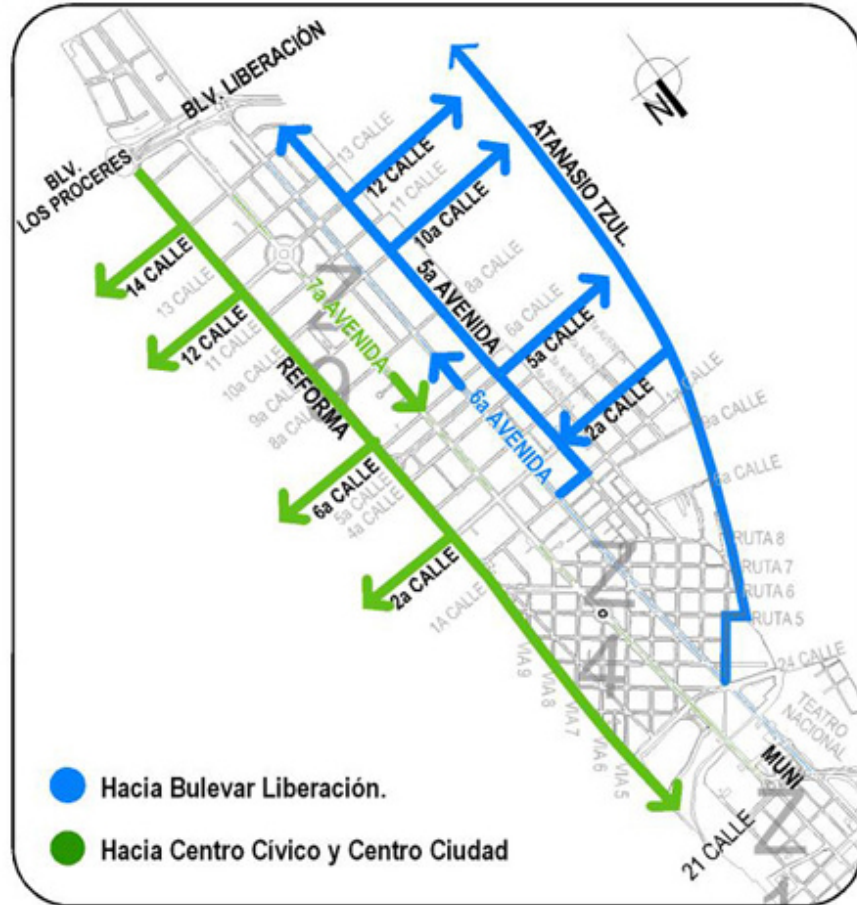 BLV. LIBERACIÓN
BLV.
LOS PROCERES
N
ATANASIO TZUL.
13 CALLE
12 CALLE
11 CALLE
10a CALLE
5a AVENIDA
8a CALLE
6a CALLE
5a CALLE
2a CALLE
6a AVENIDA
7a AVENIDA
REFORMA
14 CALLE
13 CALLE
12 CALLE
11 CALLE
10a CALLE
9a CALLE
8a CALLE
6a CALLE
5a CALLE
4a CALLE
2a CALLE
1A CALLE
RUTA 8
RUTA 7
RUTA 6
RUTA 5
24 CALLE
TEATRO
NACIONAL
MUNI
21 CALLE
VIA 9
VIA 8
VIA 7
VIA 6
VIA 5
Z 9
Z 4
Z 1
Hacia Bulevar Liberación.
Hacia Centro Cívico y Centro Ciudad